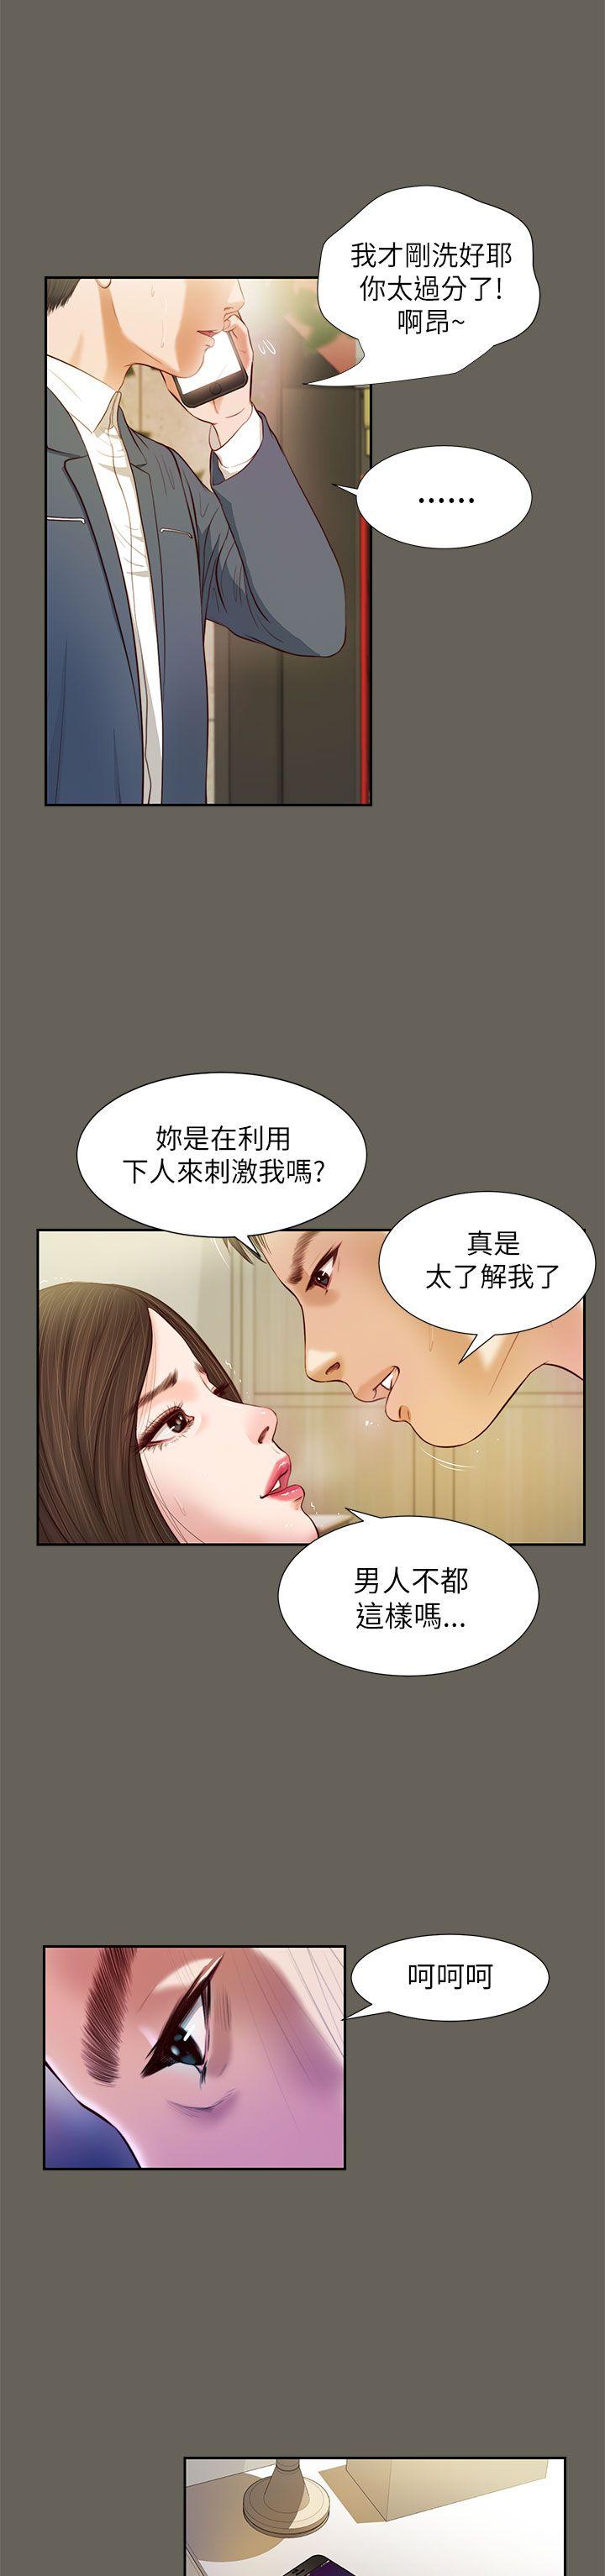 我才剛洗好耶
你太過分了!
啊昂~
……
妳是在利用
下人來刺激我嗎?
真是
太了解我了
男人不都
這樣嗎…
呵呵呵